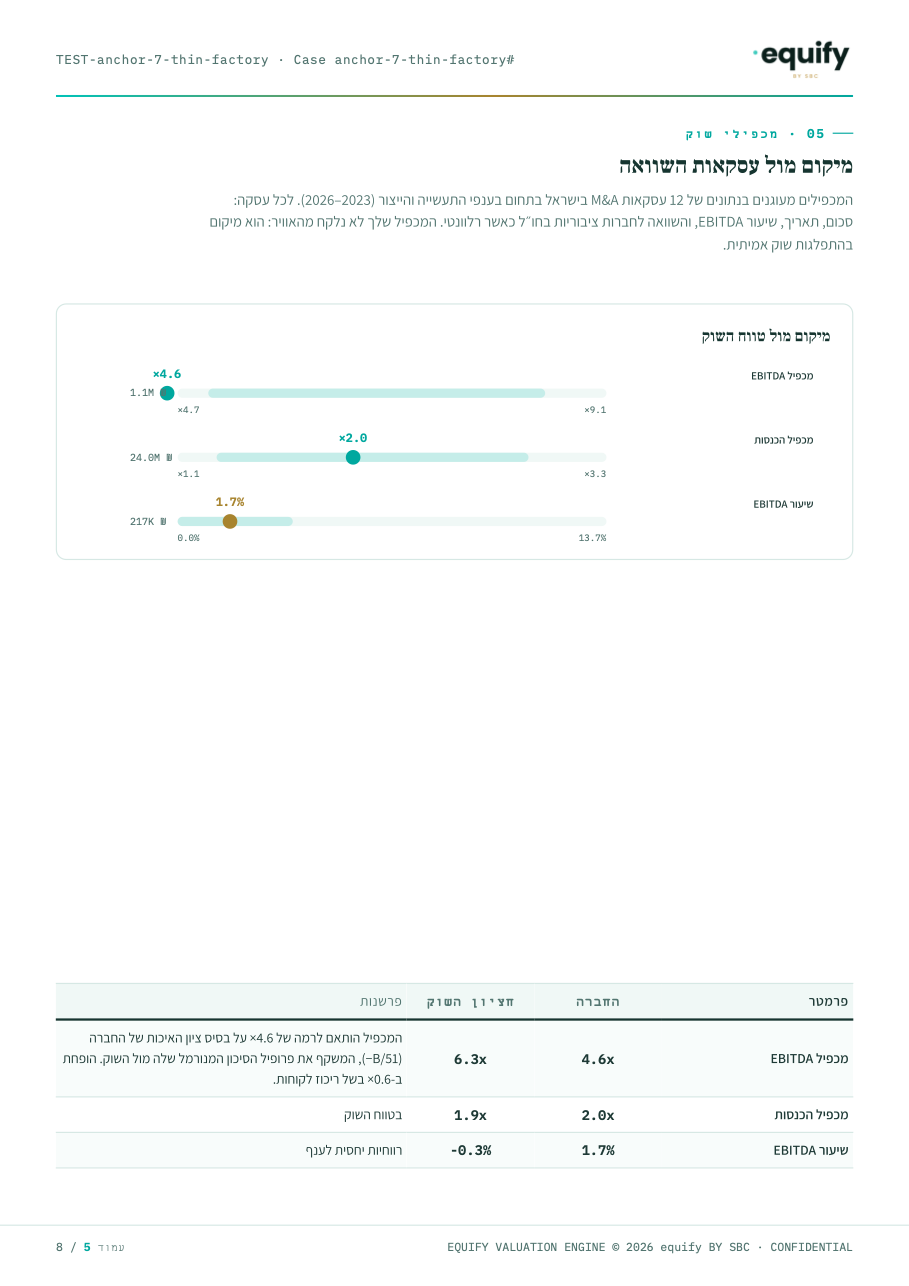 TEST-anchor-7-thin-factory · Case anchor-7-thin-factory#
equify
BY SBC
05 · מכפילי שוק
מיקום מול עסקאות השוואה
המכפילים מעוגנים בנתונים של 12 עסקאות M&A בישראל בתחום בענפי התעשייה והייצור (2023–2026). לכל עסקה:
סכום, תאריך, שיעור EBITDA, והשוואה לחברות ציבוריות בחו״ל כאשר רלוונטי. המכפיל שלך לא נלקח מהאוויר: הוא מיקום
בהתפלגות שוק אמיתית.
מיקום מול טווח השוק
מכפיל EBITDA
×4.6
1.1M
×4.7
×9.1
מכפיל הכנסות
×2.0
24.0M ₪
×1.1
×3.3
שיעור EBITDA
1.7%
217K ₪
0.0%
13.7%
פרמטר החברה חציון השוק פרשנות
מכפיל EBITDA 4.6x 6.3x המכפיל הותאם לרמה של 4.6× על בסיס ציון האיכות של החברה
(B/51−), המשקף את פרופיל הסיכון המנורמל שלה מול השוק. הופחת
ב-0.6× בשל ריכוז לקוחות.
מכפיל הכנסות 2.0x 1.9x בטווח השוק
שיעור EBITDA 1.7% -0.3% רווחיות יחסית לענף
EQUIFY VALUATION ENGINE © 2026 equify BY SBC · CONFIDENTIAL
עמוד 5 / 8